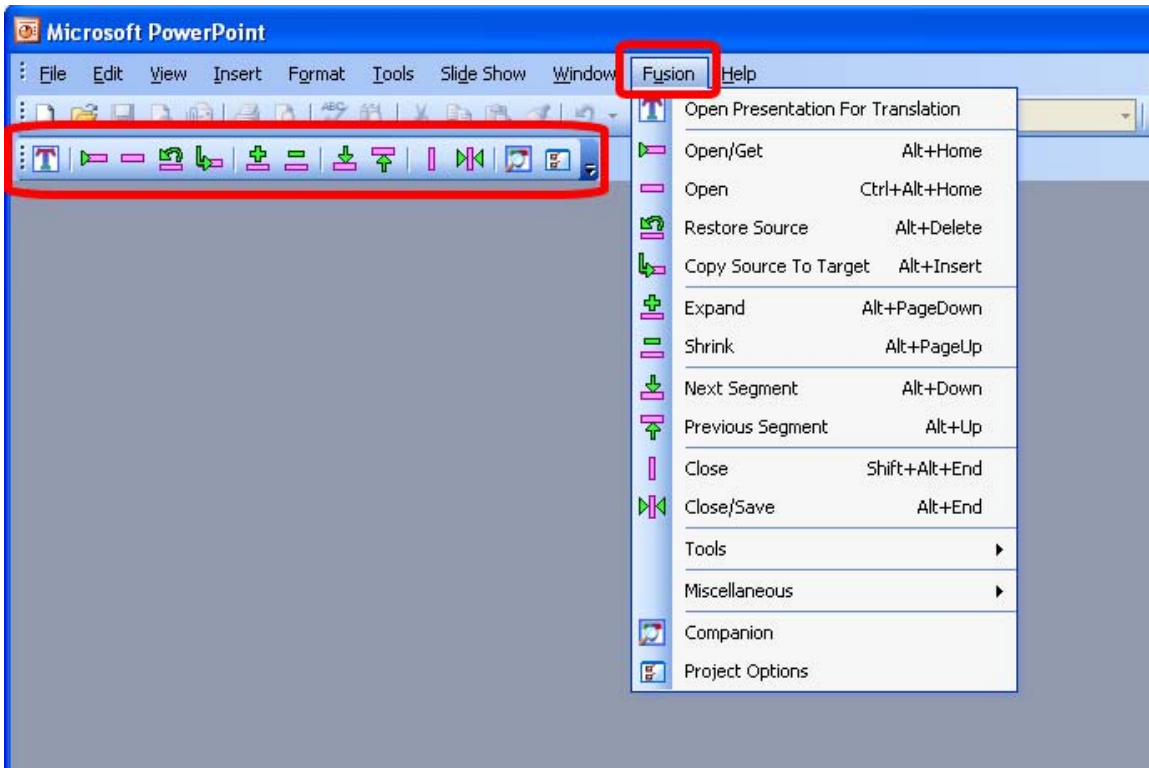 Microsoft PowerPoint
File Edit View Insert Format Tools Slide Show Window Fusion Help
ABC
T Open Presentation For Translation
T
Open/Get Alt+Home
Open Ctrl+Alt+Home
Restore Source Alt+Delete
Copy Source To Target Alt+Insert
Expand Alt+PageDown
Shrink Alt+PageUp
Next Segment Alt+Down
Previous Segment Alt+Up
Close Shift+Alt+End
Close/Save Alt+End
Tools
Miscellaneous
Companion
Project Options